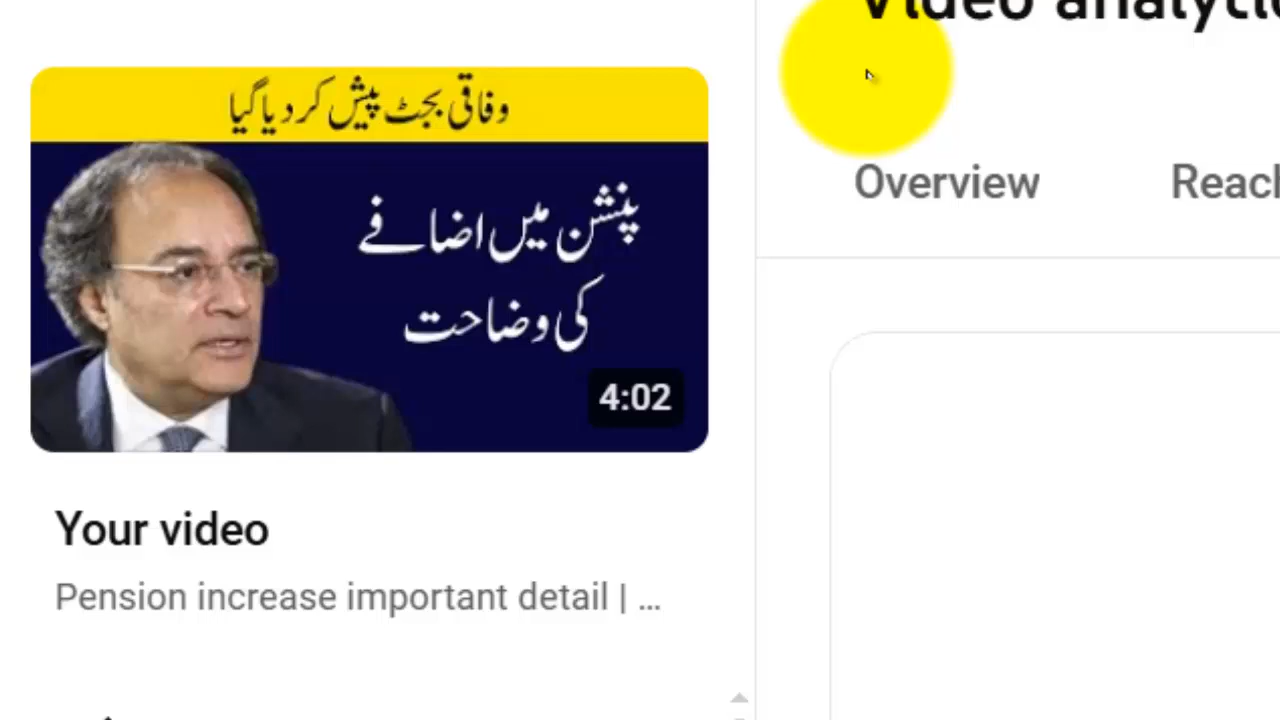 Video analytic
وفاقی بجٹ پیش کر دیا گیا
پنشن میں اضافے
کی وضاحت
4:02
Overview
Reach
Your video
Pension increase important detail | ...